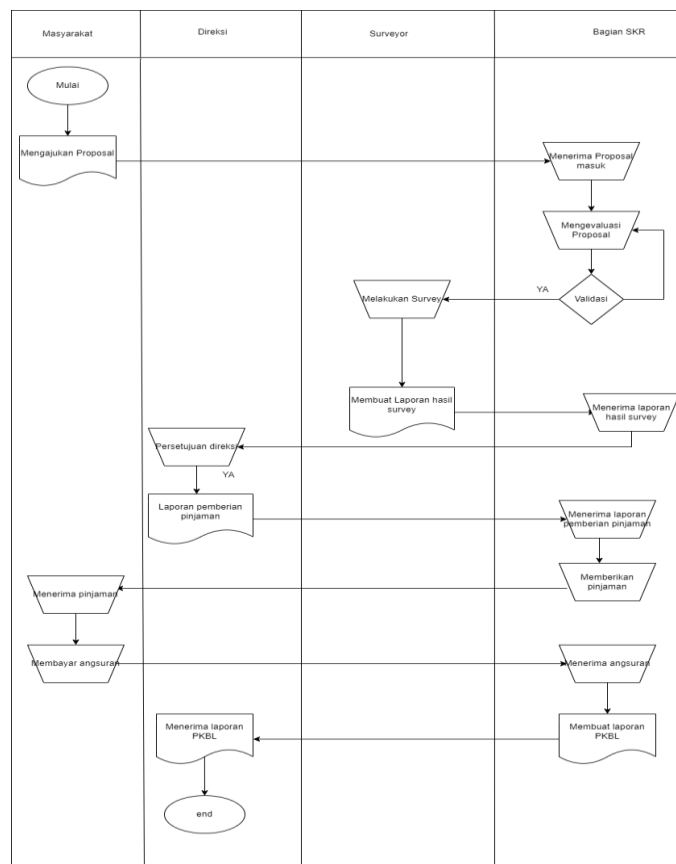 Masyarakat
Direksi
Surveyor
Bagian SKR
Mulai
Mengajukan Proposal
Menerima Proposal
masuk
Mengevaluasi
Proposal
Validasi
YA
Melakukan Survey
Membuat Laporan hasil
survey
Menerima laporan
hasil survey
Persetujuan direksi
YA
Laporan pemberian
pinjaman
Menerima laporan
pemberian pinjaman
Memberikan
pinjaman
Menerima pinjaman
Membayar angsuran
Menerima angsuran
Membuat laporan
PKBL
Menerima laporan
PKBL
end